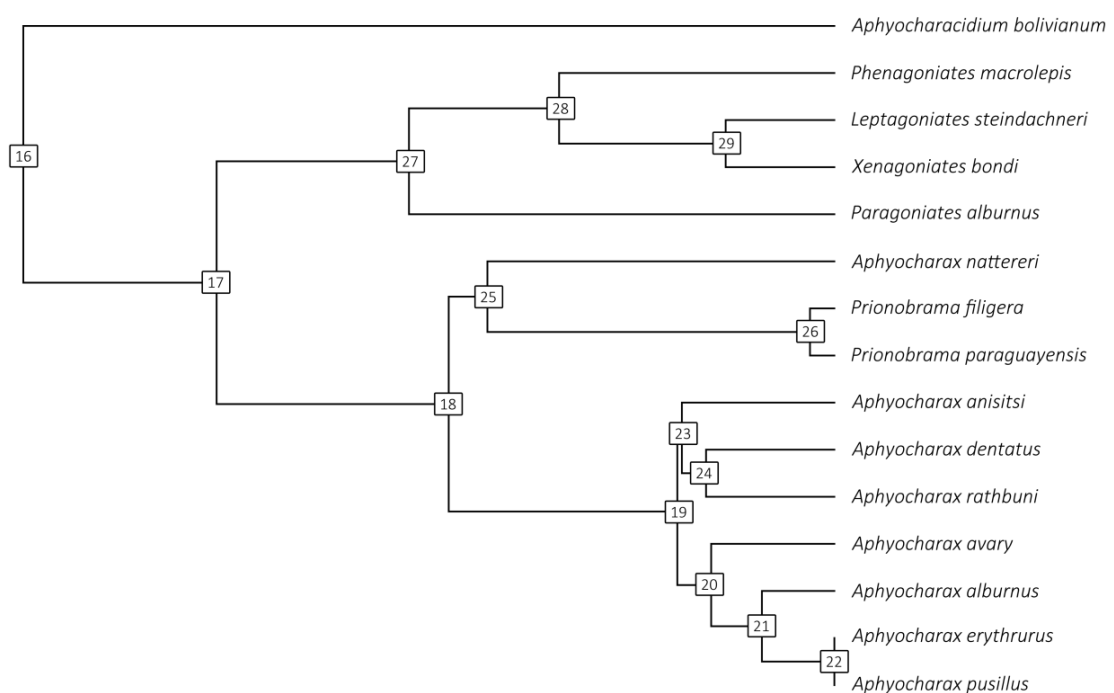 Aphyocharacidium bolivianum
Phenagoniates macrolepis
28
Leptagoniates steindachneri
29
16
27
Xenagoniates bondi
Paragoniates alburnus
Aphyocharax nattereri
17
25
Prionobrama filigera
26
Prionobrama paraguayensis
18
Aphyocharax anisitsi
23
Aphyocharax dentatus
24
Aphyocharax rathbuni
19
Aphyocharax avary
20
Aphyocharax alburnus
21
Aphyocharax erythrurus
22
Aphyocharax pusillus